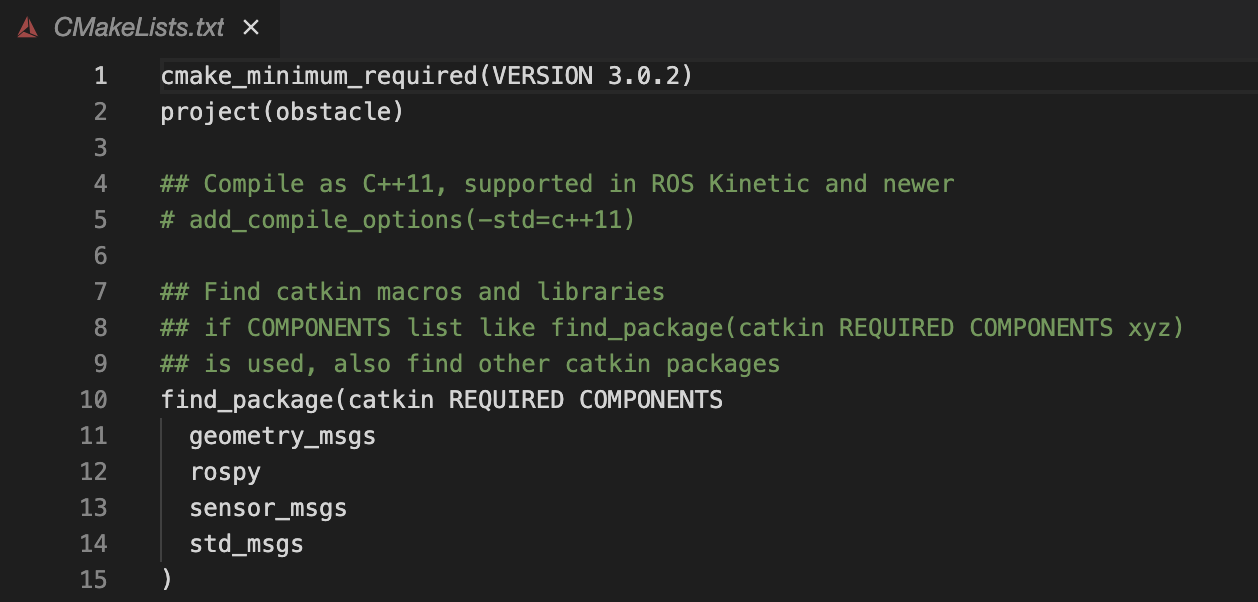 CMakeLists.txt ×
1 cmake_minimum_required(VERSION 3.0.2)
2 project(obstacle)
3
4 ## Compile as C++11, supported in ROS Kinetic and newer
5 # add_compile_options(-std=c++11)
6
7 ## Find catkin macros and libraries
8 ## if COMPONENTS list like find_package(catkin REQUIRED COMPONENTS xyz)
9 ## is used, also find other catkin packages
10 find_package(catkin REQUIRED COMPONENTS
11   geometry_msgs
12   rospy
13   sensor_msgs
14   std_msgs
15 )